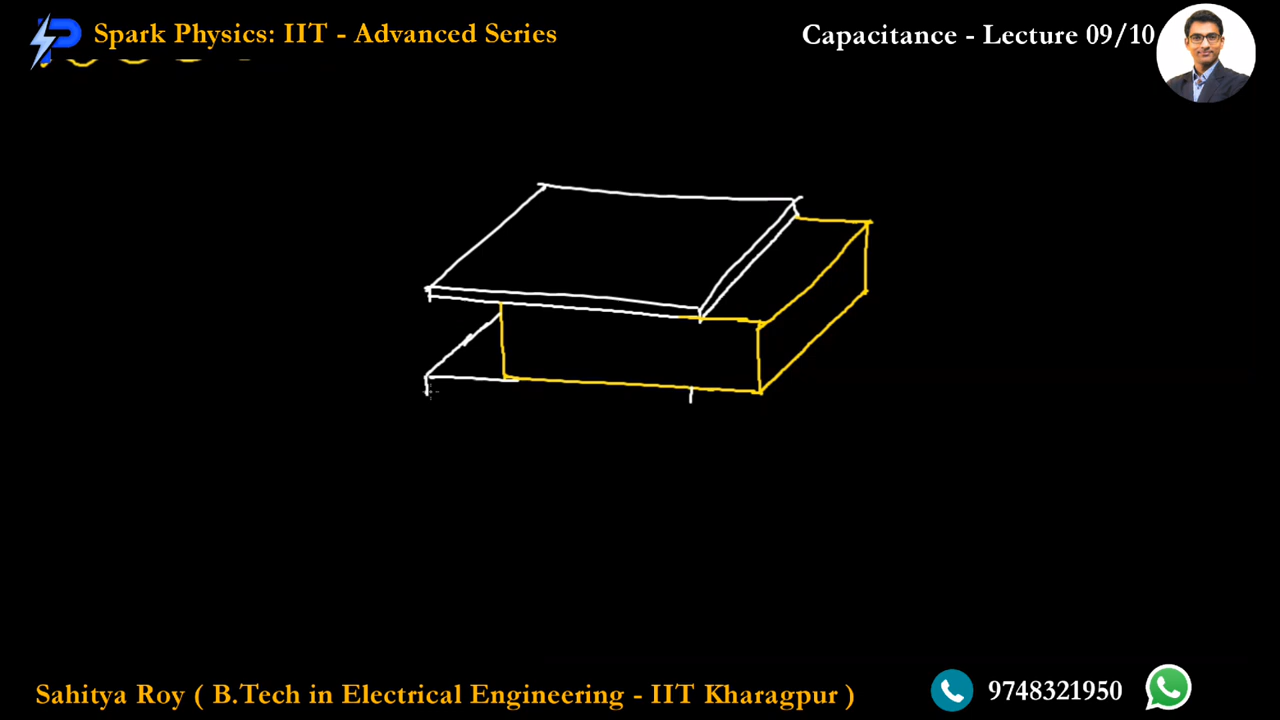 Spark Physics: IIT - Advanced Series
Capacitance - Lecture 09/10
Sahitya Roy ( B.Tech in Electrical Engineering - IIT Kharagpur )
9748321950